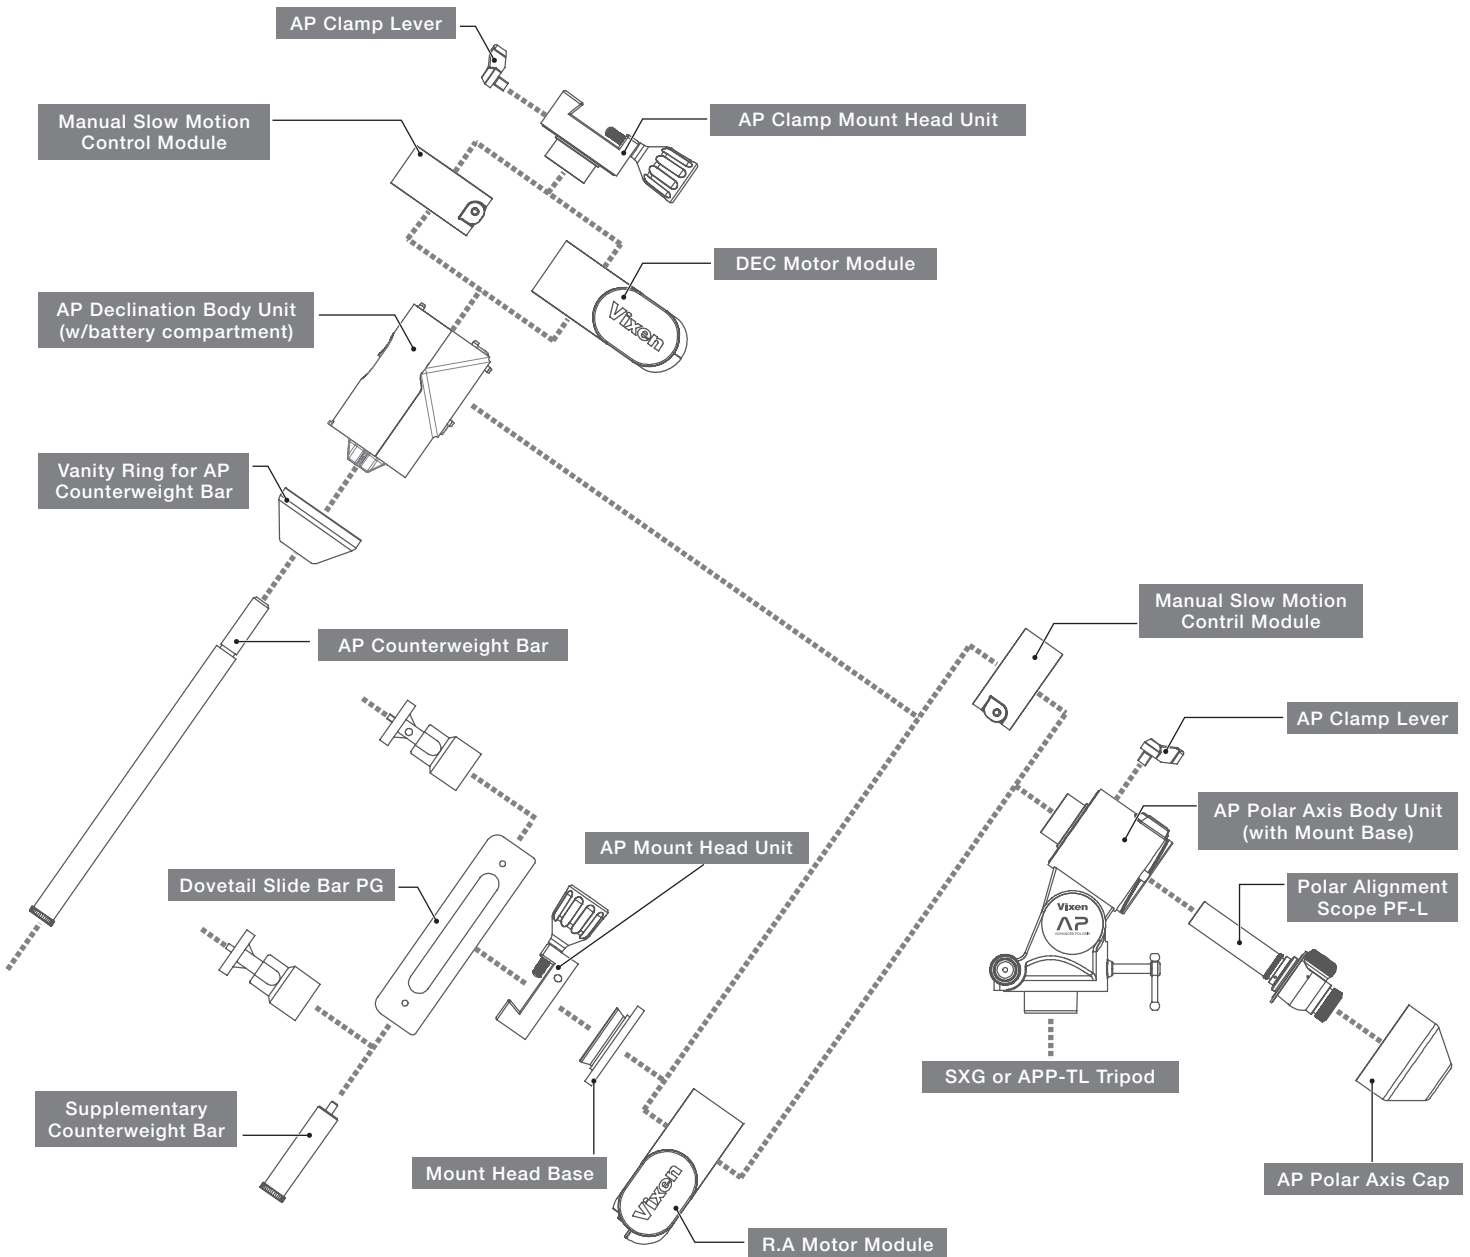 AP Clamp Lever
Manual Slow Motion
Control Module
AP Clamp Mount Head Unit
DEC Motor Module
Vixen
AP Declination Body Unit
(w/battery compartment)
Vanity Ring for AP
Counterweight Bar
AP Counterweight Bar
Manual Slow Motion
Contril Module
AP Clamp Lever
AP Polar Axis Body Unit
(with Mount Base)
AP Mount Head Unit
Dovetail Slide Bar PG
Polar Alignment
Scope PF-L
Vixen
AP
ADVANCED POLARIS
SXG or APP-TL Tripod
Supplementary
Counterweight Bar
Mount Head Base
Vixen
AP Polar Axis Cap
R.A Motor Module